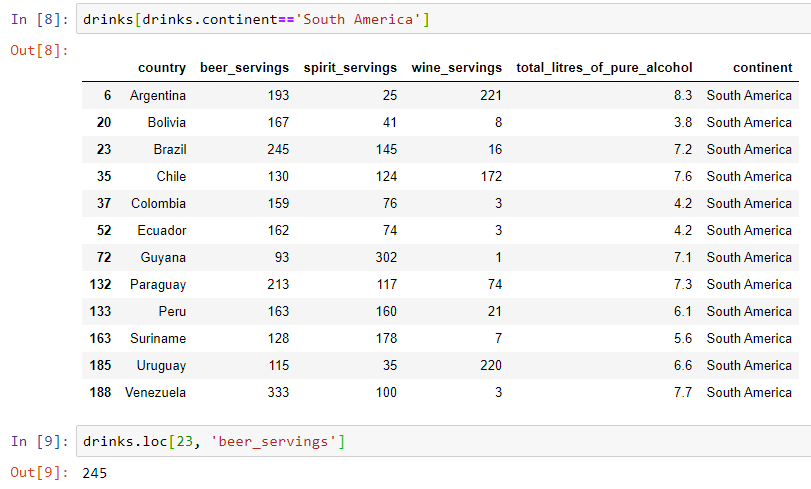 In [8]: drinks[drinks.continent=='South America']
Out[8]:
country beer_servings spirit_servings wine_servings total_litres_of_pure_alcohol continent
6 Argentina 193 25 221 8.3 South America
20 Bolivia 167 41 8 3.8 South America
23 Brazil 245 145 16 7.2 South America
35 Chile 130 124 172 7.6 South America
37 Colombia 159 76 3 4.2 South America
52 Ecuador 162 74 3 4.2 South America
72 Guyana 93 302 1 7.1 South America
132 Paraguay 213 117 74 7.3 South America
133 Peru 163 160 21 6.1 South America
163 Suriname 128 178 7 5.6 South America
185 Uruguay 115 35 220 6.6 South America
188 Venezuela 333 100 3 7.7 South America
In [9]: drinks.loc[23, 'beer_servings']
Out[9]: 245